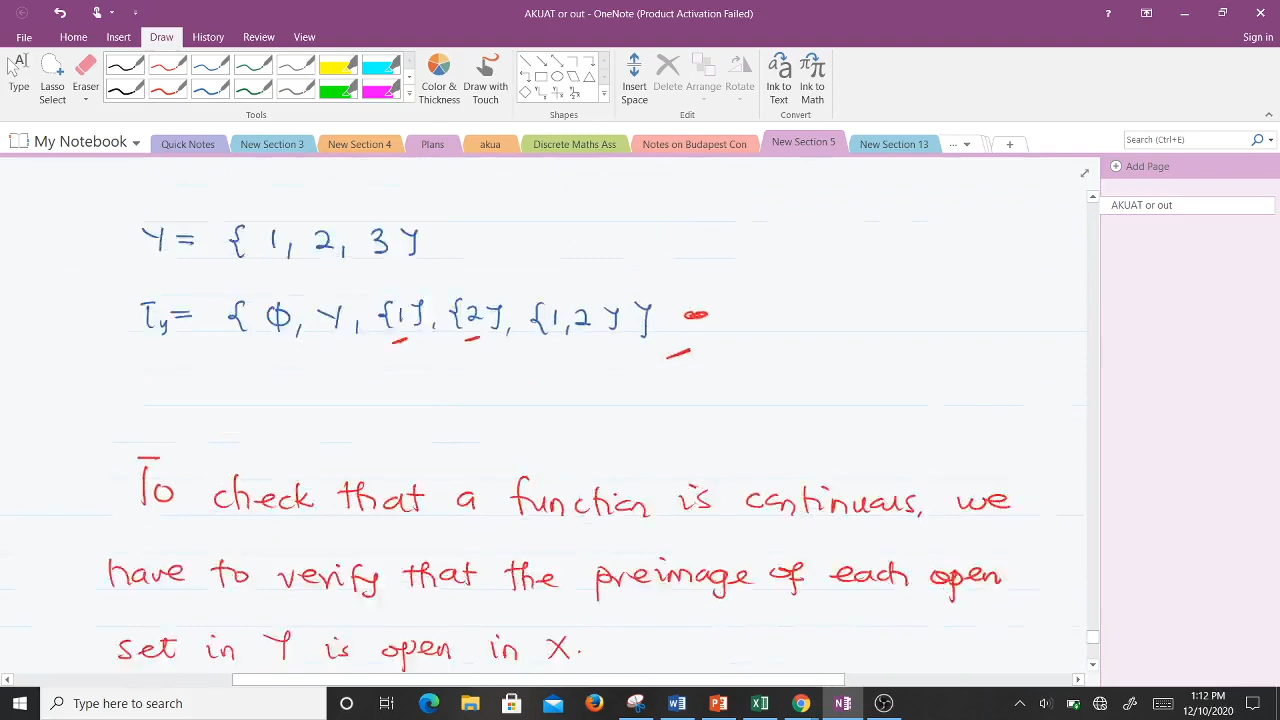 AKUAT or out - OneNote (Product Activation Failed)
File Home Insert Draw History Review View Sign in
Type Lasso Select Eraser Color & Thickness Draw with Touch Insert Space Delete Arrange Rotate Ink to Text Ink to Math
Tools Shapes Edit Convert
My Notebook Quick Notes New Section 3 New Section 4 Plans akua Discrete Maths Ass Notes on Budapest Con New Section 5 New Section 13 ... Search (Ctrl+E)
Add Page
AKUAT or out
Y = { 1, 2, 3 }
τy = { Φ, Y, {1}, {2}, {1,2 } }
To check that a function is continuous, we
have to verify that the preimage of each open
set in Y is open in X.
Type here to search
1:12 PM
12/10/2020